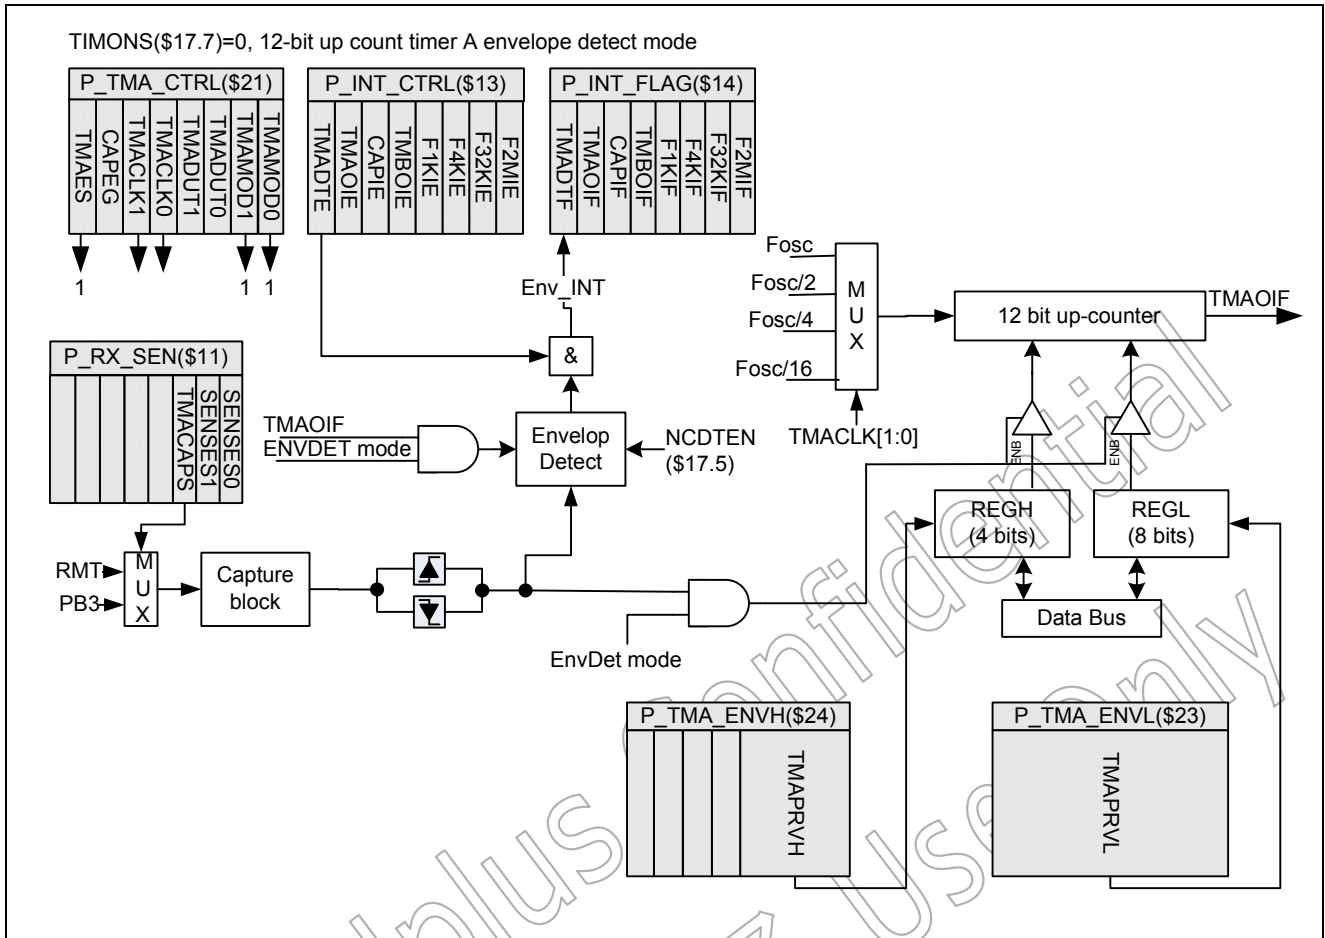 TIMONS($17.7)=0, 12-bit up count timer A envelope detect mode
P_TMA_CTRL($21)
TMAES
CAPEG
TMACLK1
TMACLK0
TMADUT1
TMADUT0
TMAMOD1
TMAMOD0
1
1
1
P_INT_CTRL($13)
TMADTE
TMAOIE
CAPIE
TMBOIE
F1KIE
F4KIE
F32KIE
F2MIE
P_INT_FLAG($14)
TMADTF
TMAOIF
CAPIF
TMBOIF
F1KIF
F4KIF
F32KIF
F2MIF
Env_INT
&
Fosc
Fosc/2
Fosc/4
Fosc/16
M
U
X
TMACLK[1:0]
12 bit up-counter
TMAOIF
P_RX_SEN($11)
TMACAPS
SENSES1
SENSES0
TMAOIF
ENVDET mode
Envelop
Detect
NCDTEN
($17.5)
ENB
ENB
REGH
(4 bits)
REGL
(8 bits)
Data Bus
RMT
PB3
M
U
X
Capture
block
EnvDet mode
P_TMA_ENVH($24)
TMAPRVH
P_TMA_ENVL($23)
TMAPRVL
Confidential
Use Only